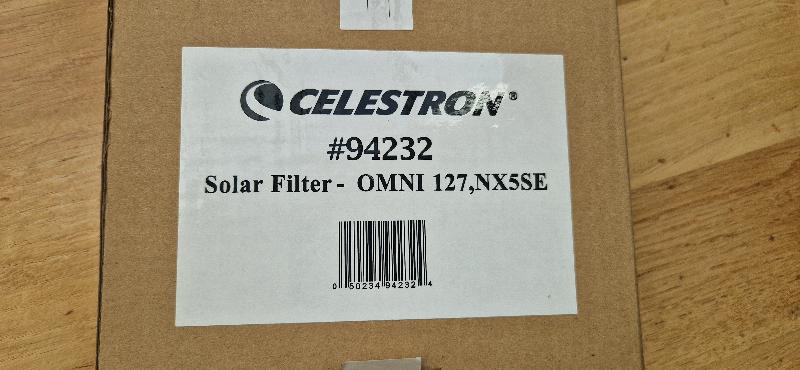 CELESTRON®
#94232
Solar Filter - OMNI 127,NX5SE
0 50234 94232 4